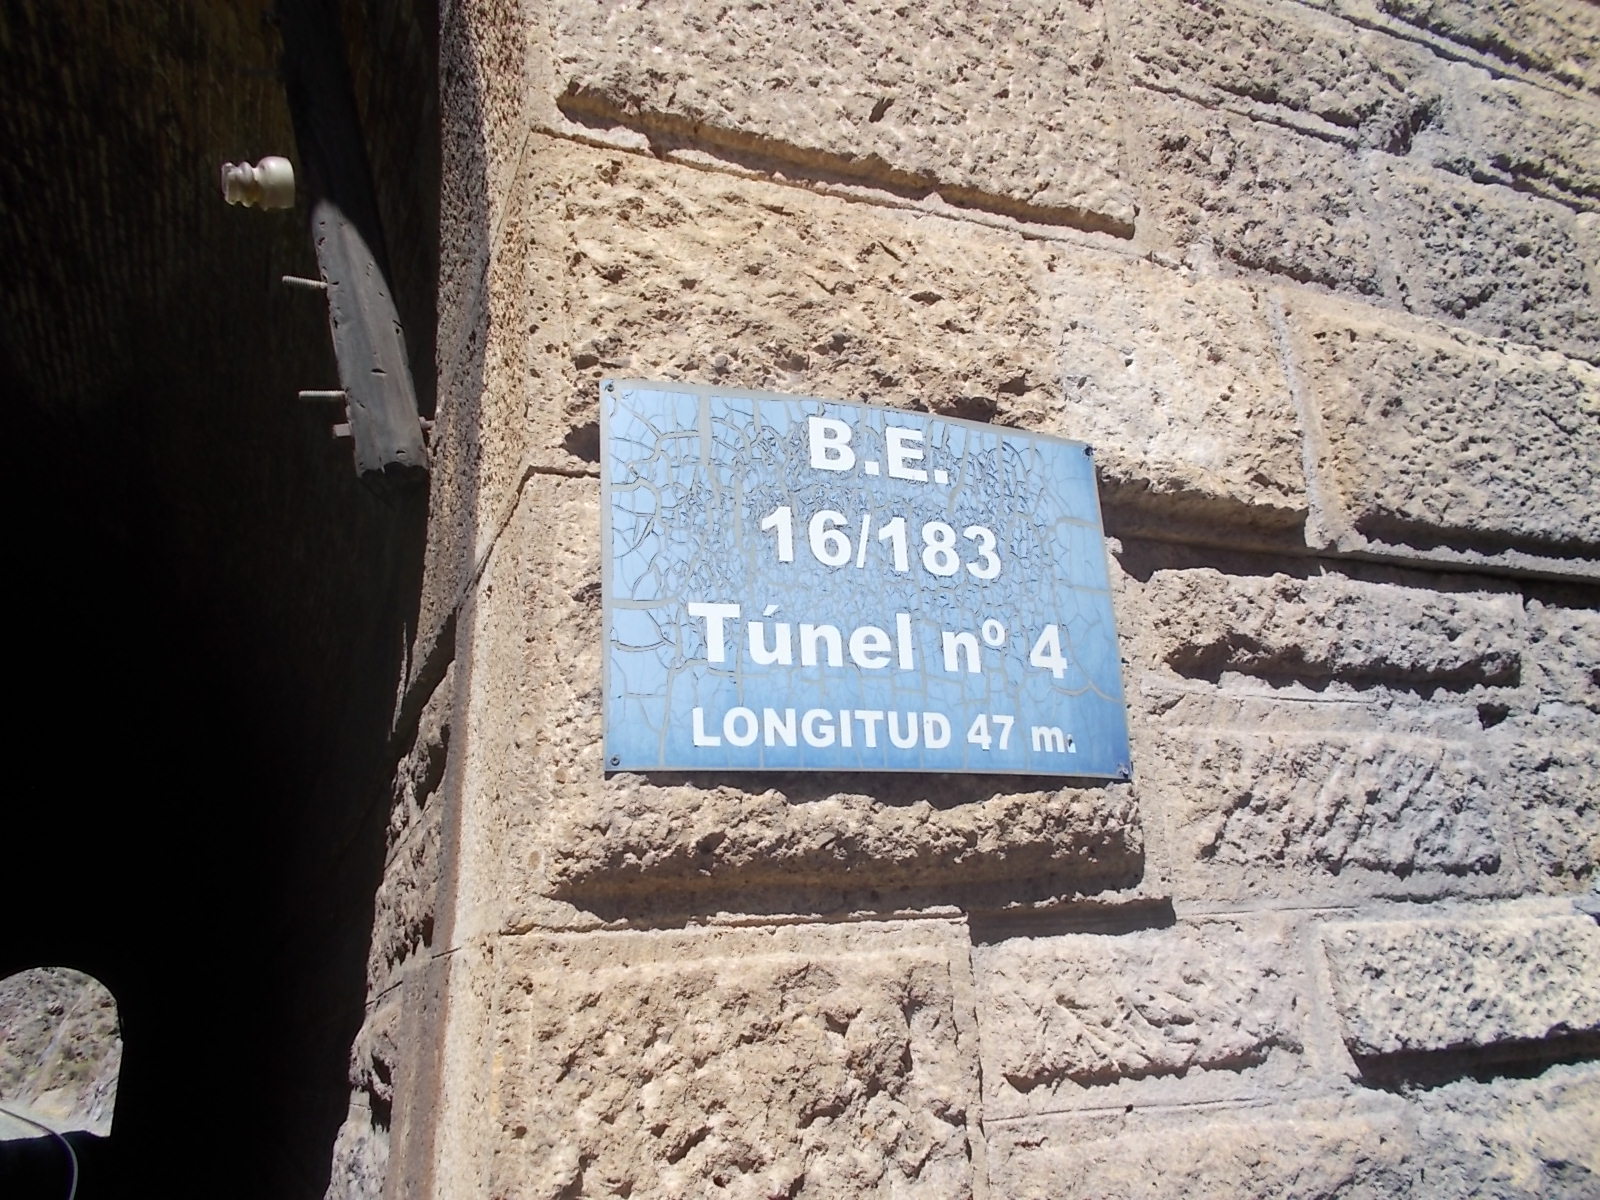 B.E.
16/183
Túnel nº 4
LONGITUD 47 m.